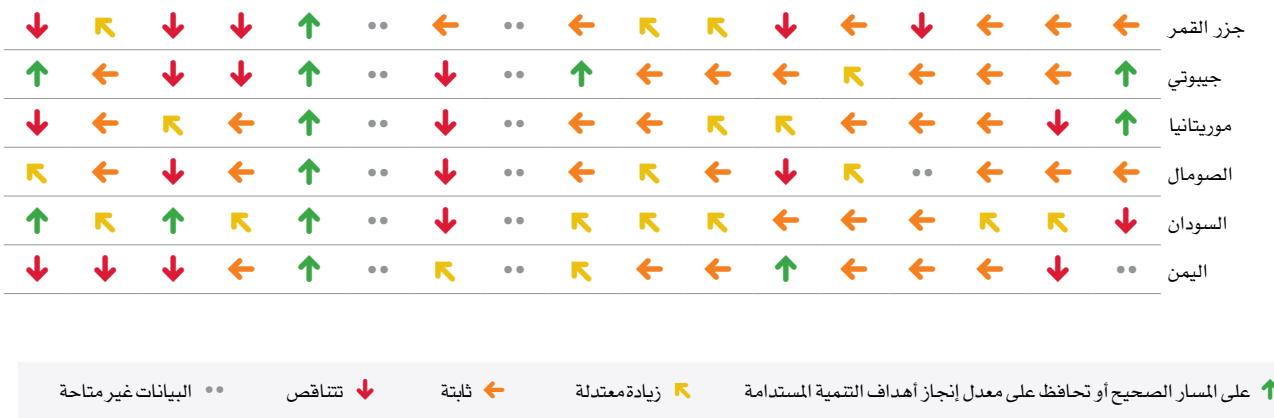 جزر القمر
جيبوتي
موريتانيا
الصومال
السودان
اليمن
على المسار الصحيح أو تحافظ على معدل إنجاز أهداف التنمية المستدامة زيادة معتدلة ثابتة تتناقص البيانات غير متاحة